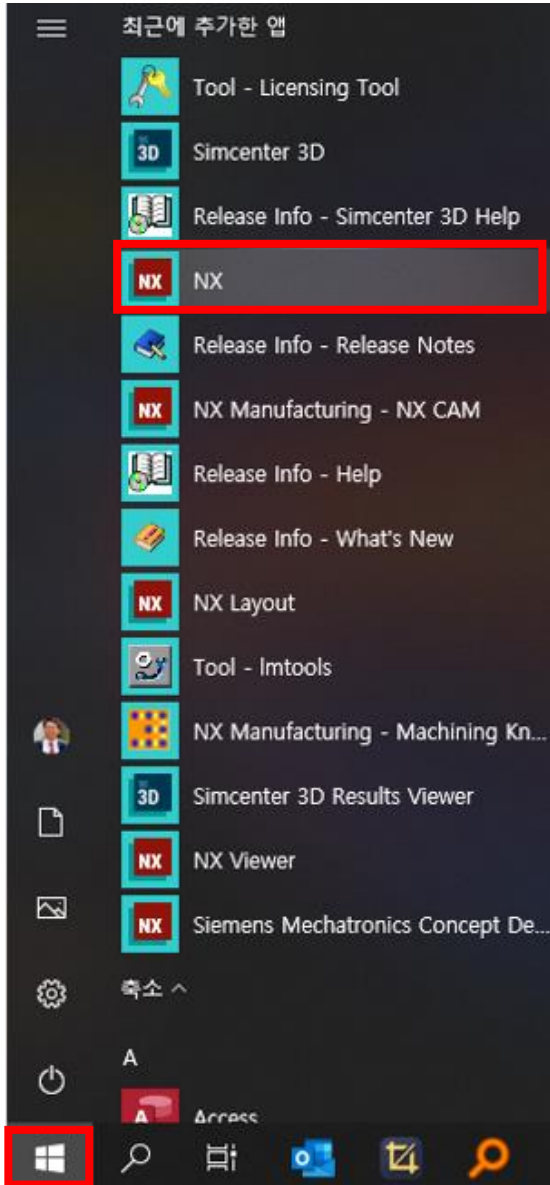 최근에 추가한 앱
Tool - Licensing Tool
3D
Simcenter 3D
Release Info - Simcenter 3D Help
NX
NX
Release Info - Release Notes
NX
NX Manufacturing - NX CAM
Release Info - Help
Release Info - What's New
NX
NX Layout
Tool - lmtools
NX Manufacturing - Machining Kn...
3D
Simcenter 3D Results Viewer
NX
NX Viewer
NX
Siemens Mechatronics Concept De...
축소
A
A
Access